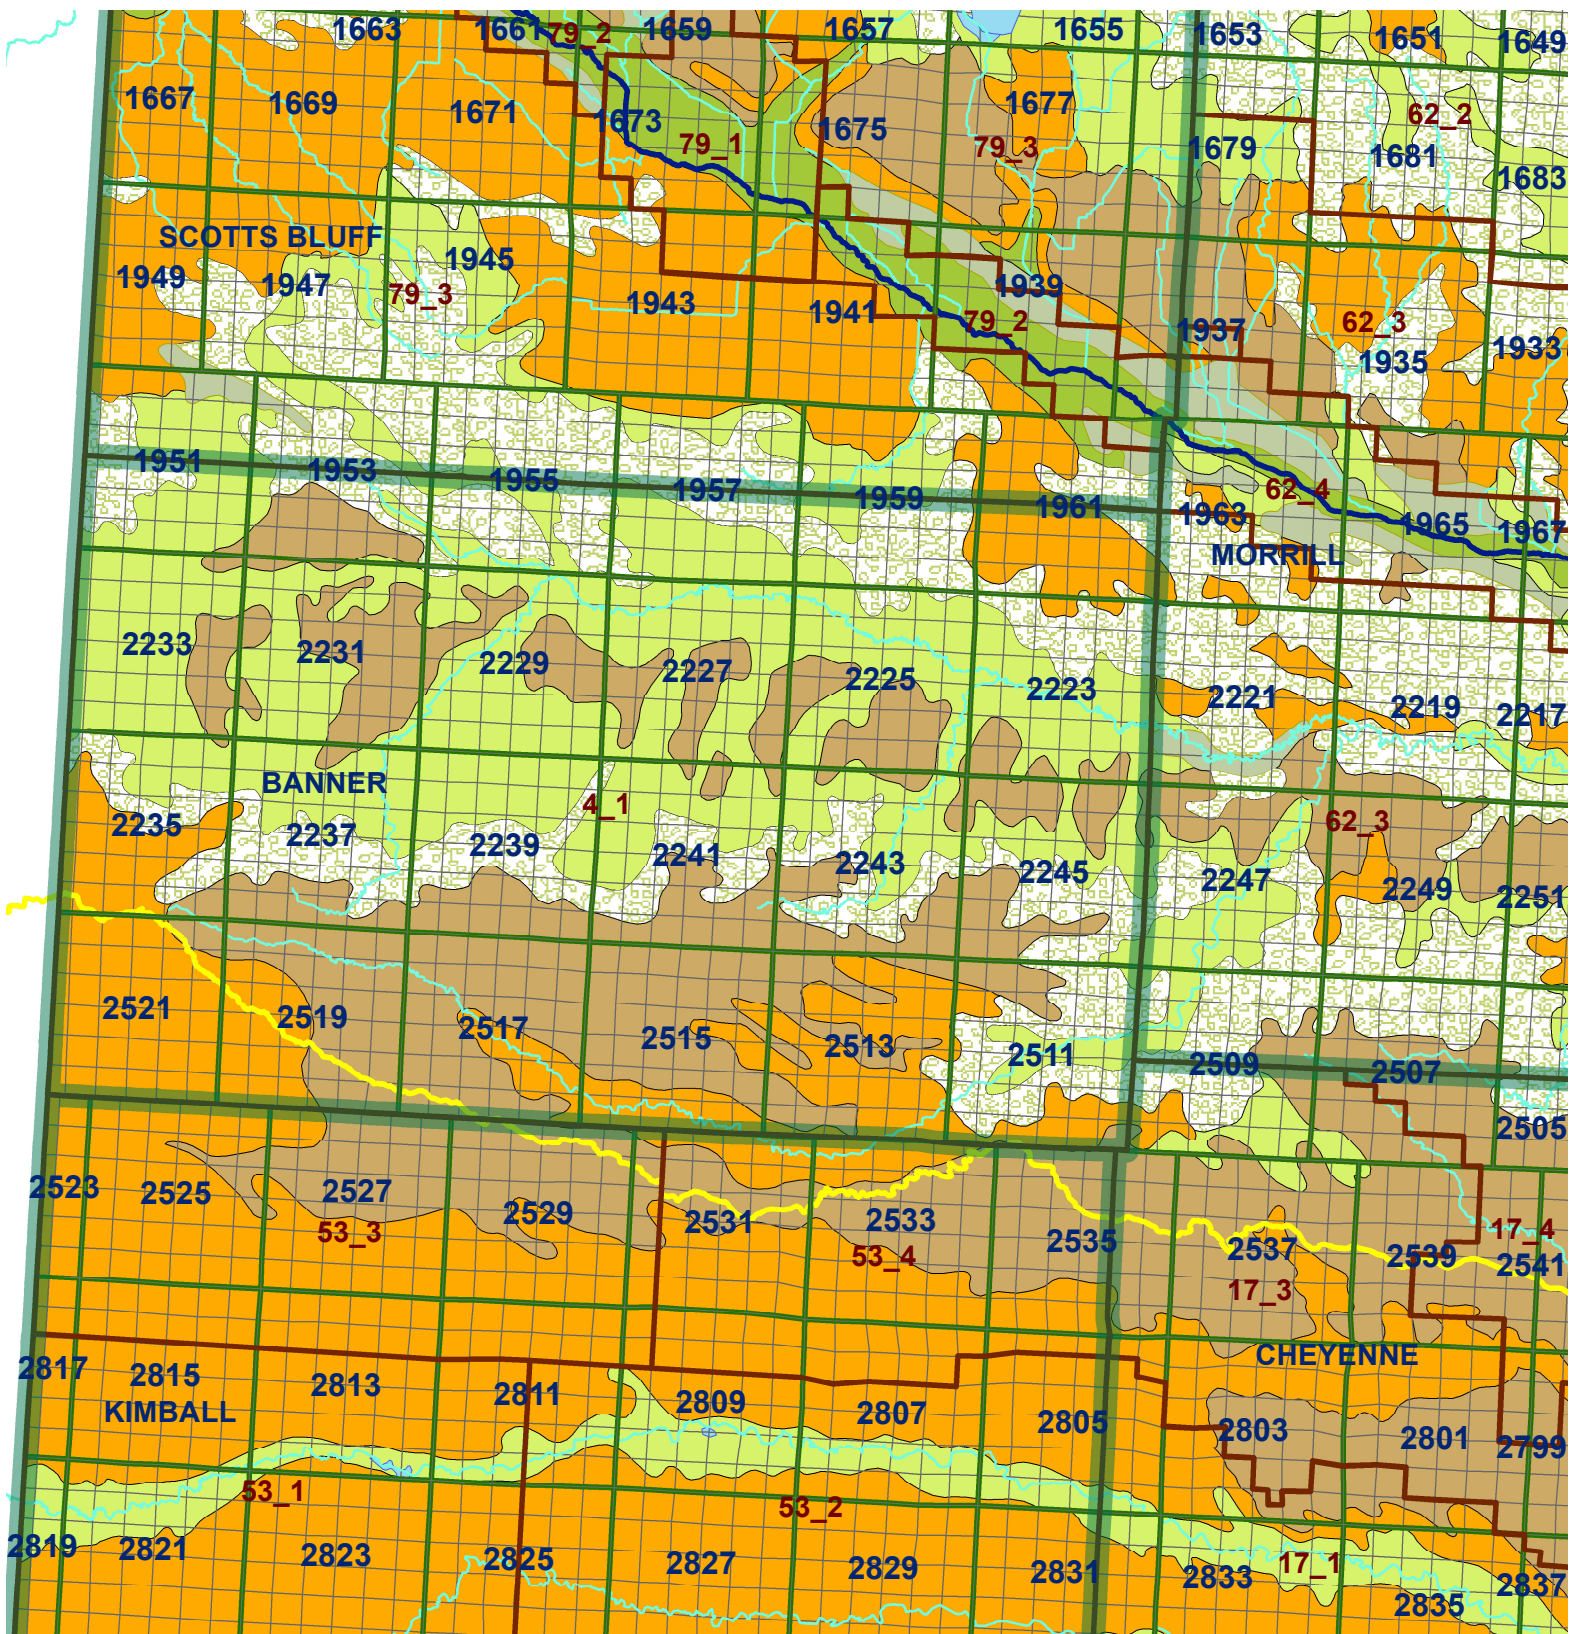 1663 1661 79_2 1659 1657 1655 1653 1651 1649
1667 1669 1671 1673 79_1 1675 1677 79_3 1679 62_2 1681 1683
SCOTTS BLUFF
1949 1947 79_3 1945 1943 1941 79_2 1939 1937 62_3 1935 1933
1951 1953 1955 1957 1959 1961 1963 62_4 1965 1967
MORRILL
2233 2231 2229 2227 2225 2223 2221 2219 2217
BANNER
2235 2237 2239 4_1 2241 2243 2245 2247 62_3 2249 2251
2521 2519 2517 2515 2513 2511 2509 2507 2505
2523 2525 2527 53_3 2529 2531 2533 53_4 2535 2537 17_3 2539 17_4 2541
CHEYENNE
2817 2815 2813 2811 2809 2807 2805 2803 2801 2799
KIMBALL
53_1 53_2
2819 2821 2823 2825 2827 2829 2831 2833 17_1 2835 2837